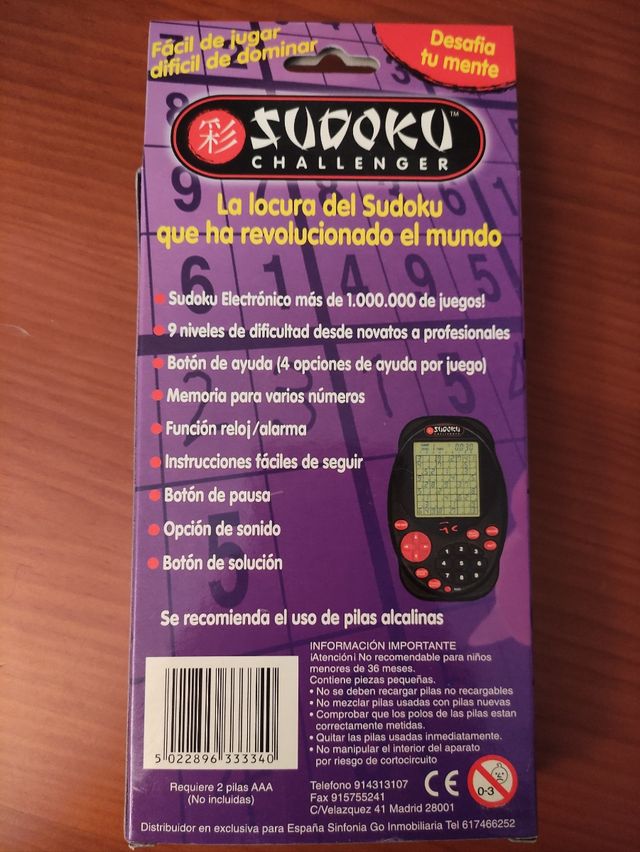 Fácil de jugar
dificil de dominar
Desafia
tu mente
彩 SUDOKU™
CHALLENGER
La locura del Sudoku
que ha revolucionado el mundo
Sudoku Electrónico más de 1.000.000 de juegos!
9 niveles de dificultad desde novatos a profesionales
Botón de ayuda (4 opciones de ayuda por juego)
Memoria para varios números
Función reloj/alarma
Instrucciones fáciles de seguir
Botón de pausa
Opción de sonido
Botón de solución
SUDOKU
CHALLENGER
Se recomienda el uso de pilas alcalinas
INFORMACIÓN IMPORTANTE
¡Atención¡ No recomendable para niños
menores de 36 meses.
Contiene piezas pequeñas.
• No se deben recargar pilas no recargables
• No mezclar pilas usadas con pilas nuevas
• Comprobar que los polos de las pilas estan
correctamente metidas.
• Quitar las pilas usadas inmediatamente.
• No manipular el interior del aparato
por riesgo de cortocircuito
5 022896 333340
Requiere 2 pilas AAA
(No incluidas)
Telefono 914313107
Fax 915755241
C/Velazquez 41 Madrid 28001
CE
0-3
Distribuidor en exclusiva para España Sinfonia Go Inmobiliaria Tel 617466252